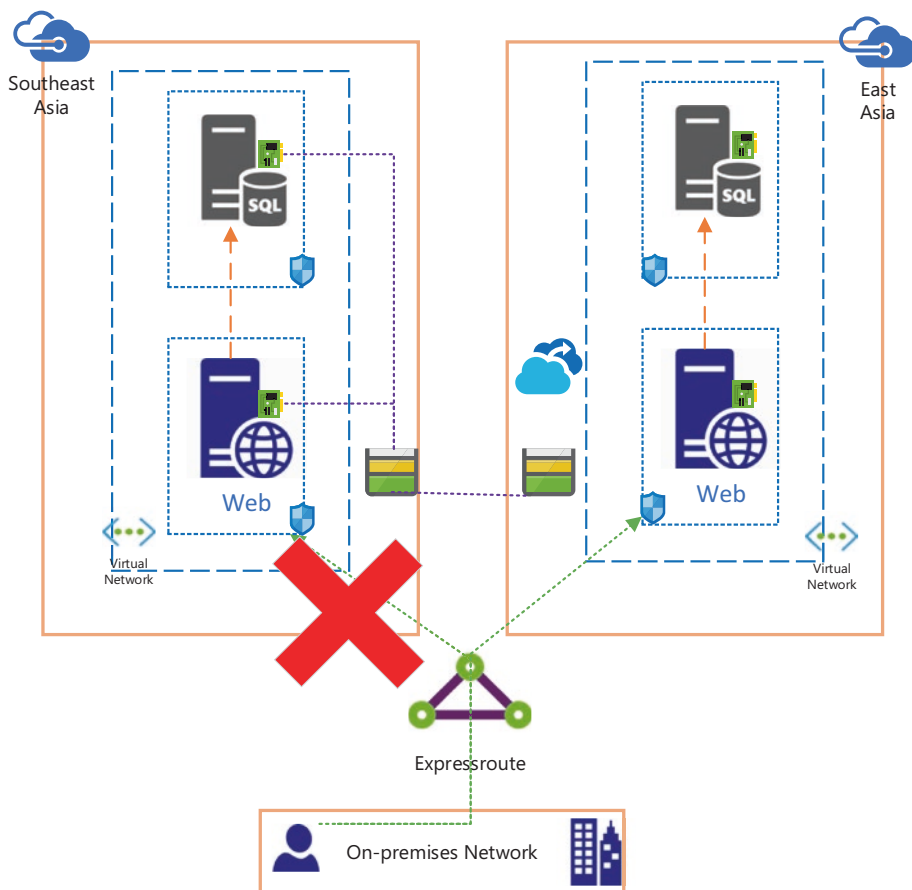 Southeast
Asia
East
Asia
SQL
SQL
Web
Web
Virtual
Network
Virtual
Network
Expressroute
On-premises Network